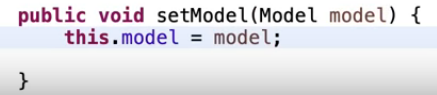 public void setModel(Model model) {
    this.model = model;

}